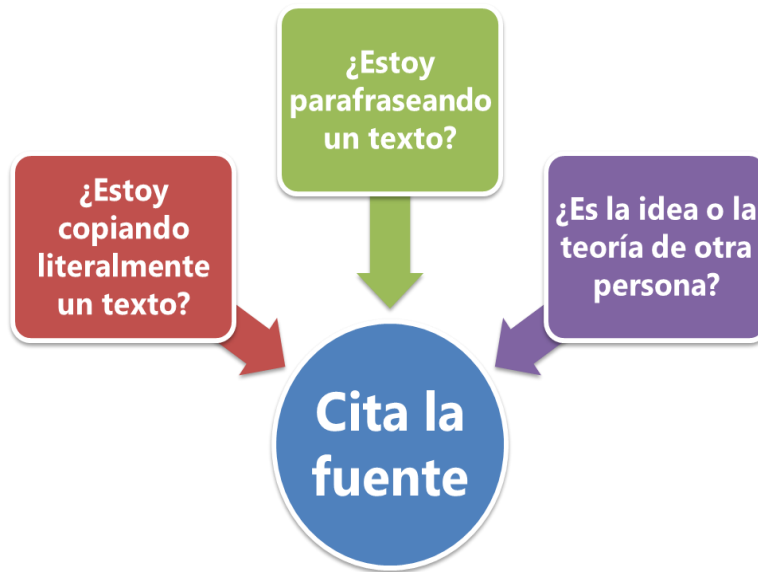 ¿Estoy
parafraseando
un texto?
¿Estoy
copiando
literalmente
un texto?
¿Es la idea o la
teoría de otra
persona?
Cita la
fuente